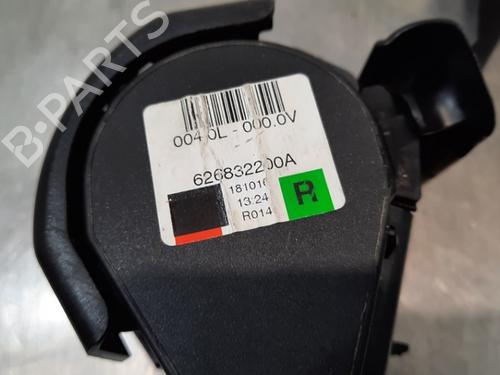 B-PARTS
0040L - 000.0V
626832200A
181016
13:24
R014
R